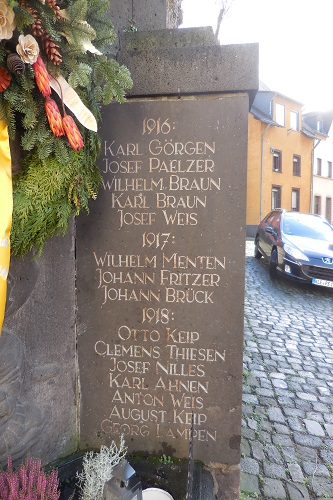 1916:
KARL GÖRGEN
JOSEF PAELZER
WILHELM BRAUN
KARL BRAUN
JOSEF WEIS
1917:
WILHELM MENTEN
JOHANN FRITZER
JOHANN BRÜCK
1918:
OTTO KEIP
CLEMENS THIESEN
JOSEF NILLES
KARL AHNEN
ANTON WEIS
AUGUST KEIP
GEORG LAMPEN